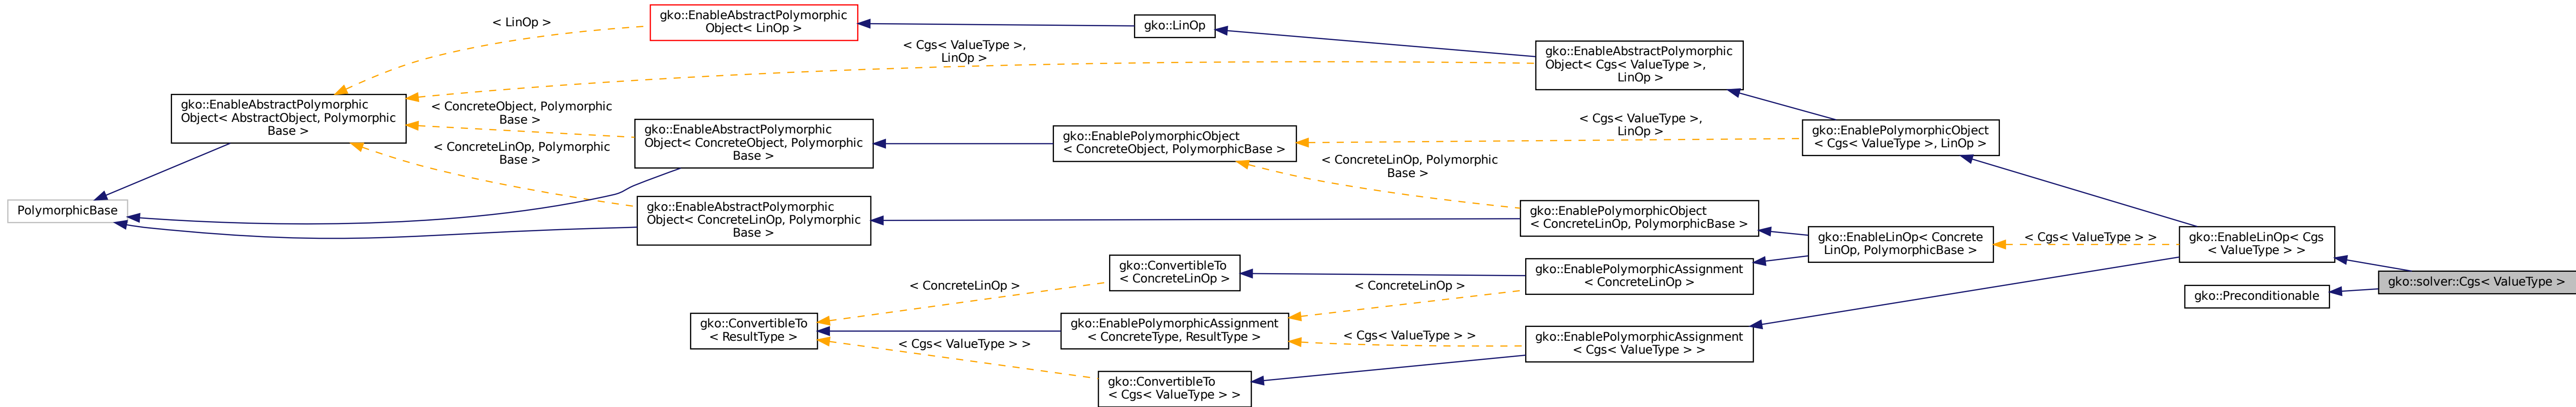 gko::EnableAbstractPolymorphic
Object< LinOp >
< LinOp >
gko::LinOp
< Cgs< ValueType >,
LinOp >
gko::EnableAbstractPolymorphic
Object< Cgs< ValueType >,
LinOp >
gko::EnableAbstractPolymorphic
Object< AbstractObject, Polymorphic
Base >
< ConcreteObject, Polymorphic
Base >
< ConcreteLinOp, Polymorphic
Base >
gko::EnableAbstractPolymorphic
Object< ConcreteObject, Polymorphic
Base >
gko::EnablePolymorphicObject
< ConcreteObject, PolymorphicBase >
< Cgs< ValueType >,
LinOp >
gko::EnablePolymorphicObject
< Cgs< ValueType >, LinOp >
< ConcreteLinOp, Polymorphic
Base >
PolymorphicBase
gko::EnableAbstractPolymorphic
Object< ConcreteLinOp, Polymorphic
Base >
gko::EnablePolymorphicObject
< ConcreteLinOp, PolymorphicBase >
gko::EnableLinOp< Concrete
LinOp, PolymorphicBase >
< Cgs< ValueType > >
gko::EnableLinOp< Cgs
< ValueType > >
gko::ConvertibleTo
< ConcreteLinOp >
gko::EnablePolymorphicAssignment
< ConcreteLinOp >
gko::solver::Cgs< ValueType >
gko::Preconditionable
< ConcreteLinOp >
< ConcreteLinOp >
gko::ConvertibleTo
< ResultType >
gko::EnablePolymorphicAssignment
< ConcreteType, ResultType >
< Cgs< ValueType > >
gko::EnablePolymorphicAssignment
< Cgs< ValueType > >
< Cgs< ValueType > >
gko::ConvertibleTo
< Cgs< ValueType > >